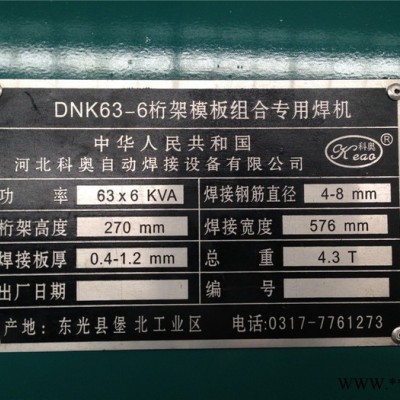 DNK63-6桁架模板组合专用焊机
中华人民共和国
科奥
Keao ®
河北科奥自动焊接设备有限公司
功率 63x6 KVA 焊接钢筋直径 4-8 mm
桁架高度 270 mm 焊接宽度 576 mm
焊接板厚 0.4-1.2 mm 总重 4.3 T
出厂日期 编号
产地: 东光县堡北工业区 电话:0317-7761273
www.